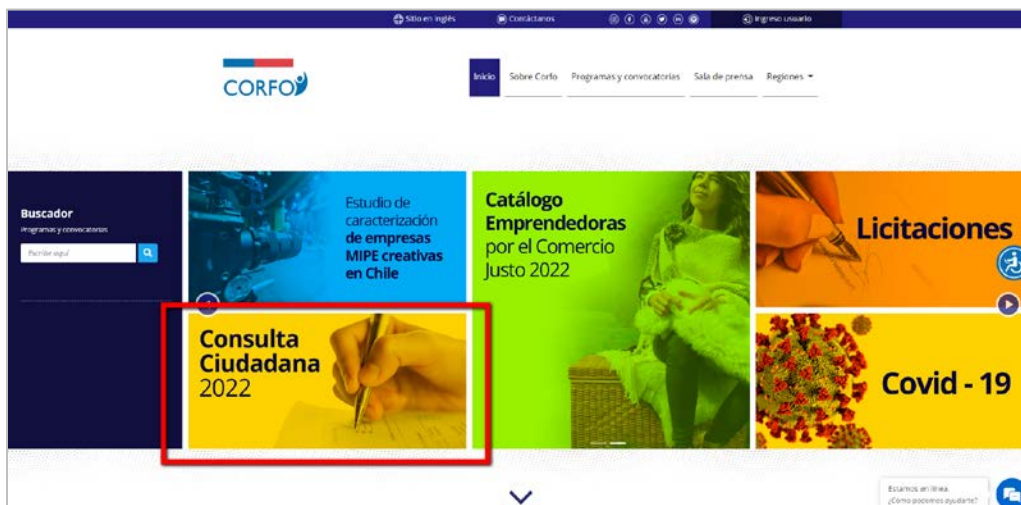 Sitio en inglés
Contáctanos
Ingreso usuario
CORFO
Inicio
Sobre Corfo
Programas y convocatorias
Sala de prensa
Regiones
Buscador
Programas y convocatorias
Escribe aquí
Estudio de
caracterización
de empresas
MIPE creativas
en Chile
Catálogo
Emprendedoras
por el Comercio
Justo 2022
Licitaciones
Consulta
Ciudadana
2022
Covid - 19
Estamos en línea.
¿Cómo podemos ayudarte?